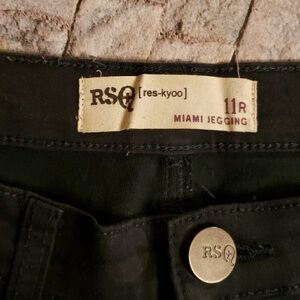 RSQ [res-kyoo]
11R
MIAMI JEGGING
RSQ